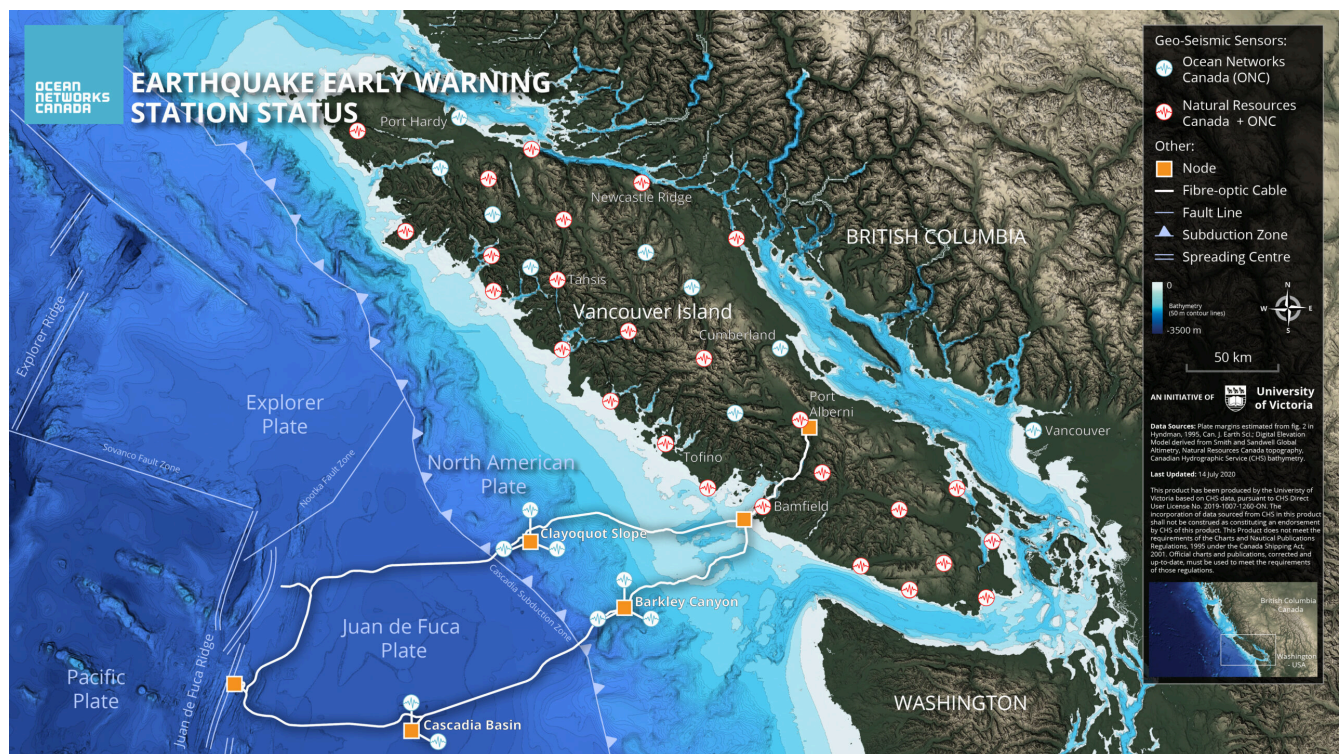 OCEAN
NETWORKS
CANADA
EARTHQUAKE EARLY WARNING
STATION STATUS
Port Hardy
Newcastle Ridge
BRITISH COLUMBIA
Tahsis
Vancouver Island
Cumberland
Port
Alberni
Vancouver
Explorer Ridge
Explorer
Plate
Sovanco Fault Zone
Nootka Fault Zone
North American
Plate
Tofino
Bamfield
Clayoquot Slope
Cascadia Subduction Zone
Barkley Canyon
Juan de Fuca
Plate
Pacific
Plate
Juan de Fuca Ridge
Cascadia Basin
WASHINGTON
Geo-Seismic Sensors:
Ocean Networks
Canada (ONC)
Natural Resources
Canada + ONC
Other:
Node
Fibre-optic Cable
Fault Line
Subduction Zone
Spreading Centre
0
Bathymetry
(50 m contour lines)
-3500 m
N
W
E
S
50 km
AN INITIATIVE OF
University
of Victoria
Data Sources: Plate margins estimated from fig. 2 in
Hyndman, 1995, Can. J. Earth Sci.; Digital Elevation
Model derived from Smith and Sandwell Global
Altimetry, Natural Resources Canada topography,
Canadian Hydrographic Service (CHS) bathymetry.
Last Updated: 14 July 2020
This product has been produced by the Univeristy of
Victoria based on CHS data, pursuant to CHS Direct
User License No. 2019-1007-1260-ON. The
incorporation of data sourced from CHS in this product
shall not be construed as constituting an endorsement
by CHS of this product. This Product does not meet the
requirements of the Charts and Nautical Publications
Regulations, 1995 under the Canada Shipping Act,
2001. Official charts and publications, corrected and
up-to-date, must be used to meet the requirements
of those regulations.
British Columbia
Canada
Washington
- USA